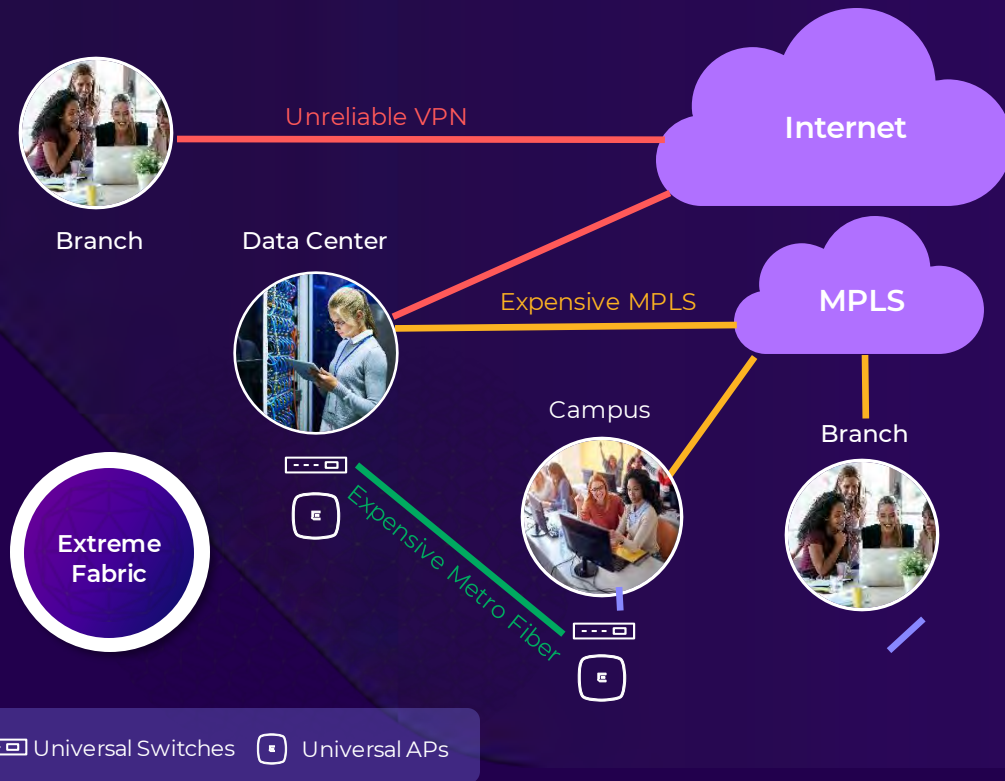 Unreliable VPN
Internet
Branch
Data Center
Expensive MPLS
MPLS
Campus
Branch
Expensive Metro Fiber
Extreme
Fabric
Universal Switches
Universal APs